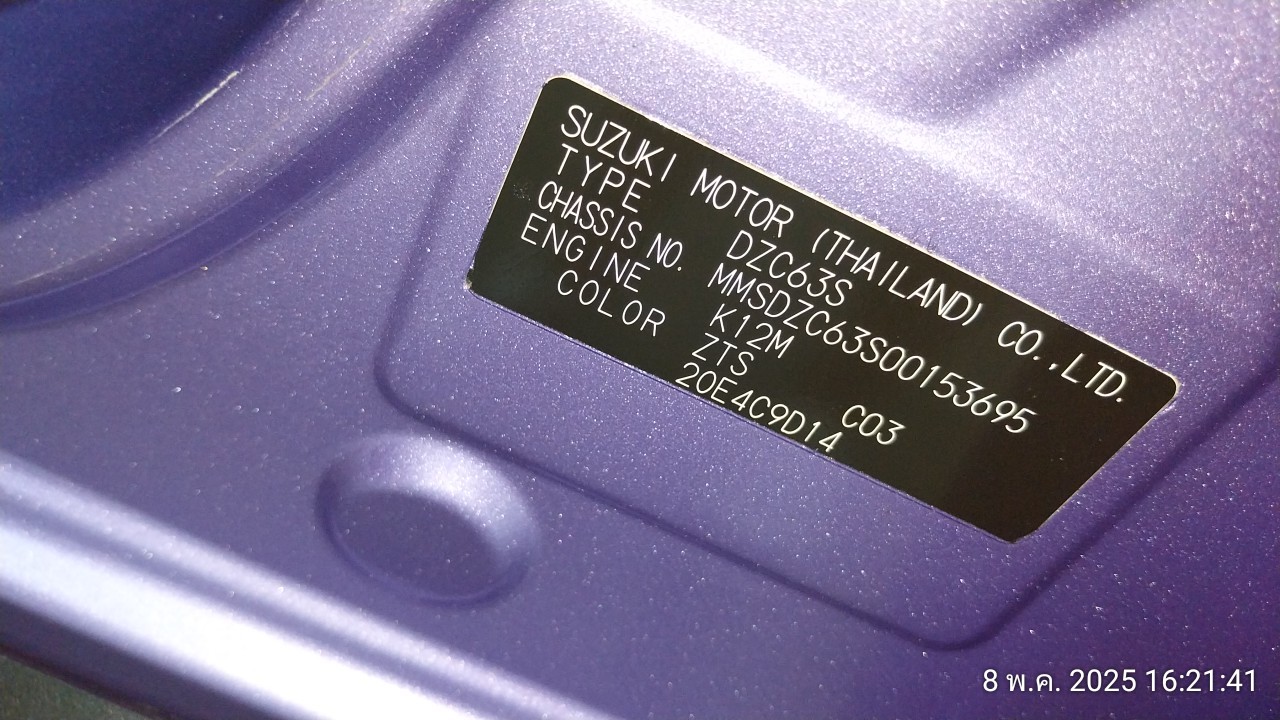 SUZUKI MOTOR (THAILAND) CO.,LTD.
TYPE DZC63S
CHASSIS NO. MMSDZC63S00153695
ENGINE K12M
COLOR ZTS C03
20E4C9D14
8 พ.ค. 2025 16:21:41